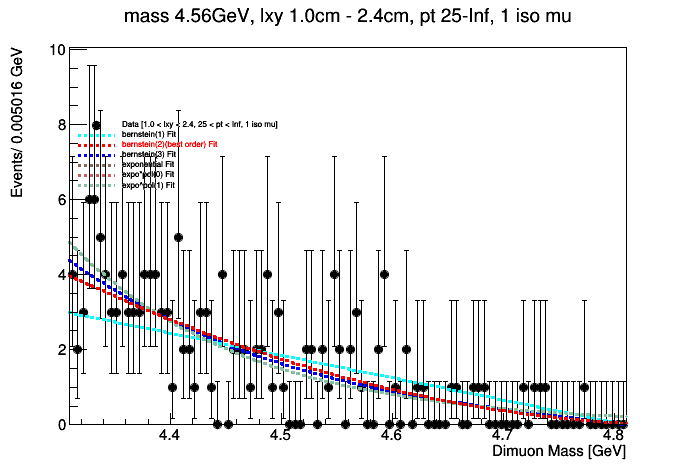 mass 4.56GeV, lxy 1.0cm - 2.4cm, pt 25-Inf, 1 iso mu
Events/ 0.005016 GeV
10
8
6
4
2
0
Data [1.0 < lxy < 2.4, 25 < pt < Inf, 1 iso mu]
bernstein(1) Fit
bernstein(2)(best order) Fit
bernstein(3) Fit
exponential Fit
expo*pol(0) Fit
expo*pol(1) Fit
4.4
4.5
4.6
4.7
4.8
Dimuon Mass [GeV]